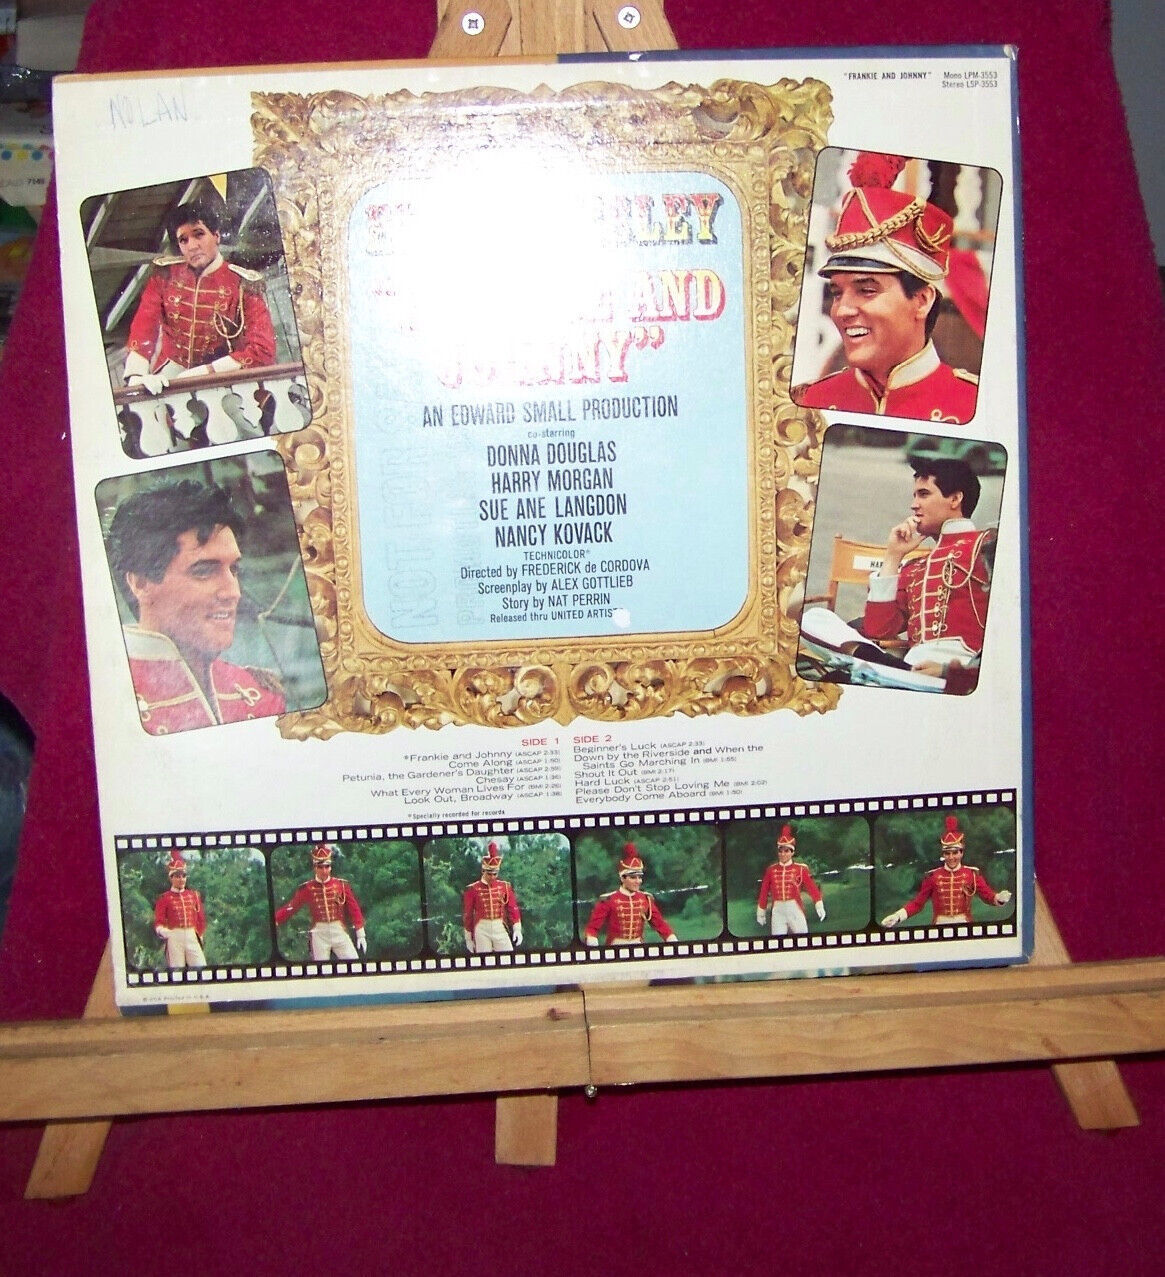 NOLAN
"FRANKIE AND JOHNNY" Mono LPM-3553
Stereo LSP-3553
AND
AN EDWARD SMALL PRODUCTION
co-starring
DONNA DOUGLAS
HARRY MORGAN
SUE ANE LANGDON
NANCY KOVACK
TECHNICOLOR®
Directed by FREDERICK de CORDOVA
Screenplay by ALEX GOTTLIEB
Story by NAT PERRIN
Released thru UNITED ARTIS
NOT FOR
HAR
SIDE 1
*Frankie and Johnny (ASCAP 2:33)
Come Along (ASCAP 1:50)
Petunia, the Gardener's Daughter (ASCAP 2:59)
Chesay (ASCAP 1:36)
What Every Woman Lives For (BMI 2:26)
Look Out, Broadway (ASCAP 1:38)
*Specially recorded for records
SIDE 2
Beginner's Luck (ASCAP 2:33)
Down by the Riverside and When the
Saints Go Marching In (BMI 1:55)
Shout It Out (BMI 2:17)
Hard Luck (ASCAP 2:51)
Please Don't Stop Loving Me (BMI 2:02)
Everybody Come Aboard (BMI 1:30)
Printed in U.S.A.